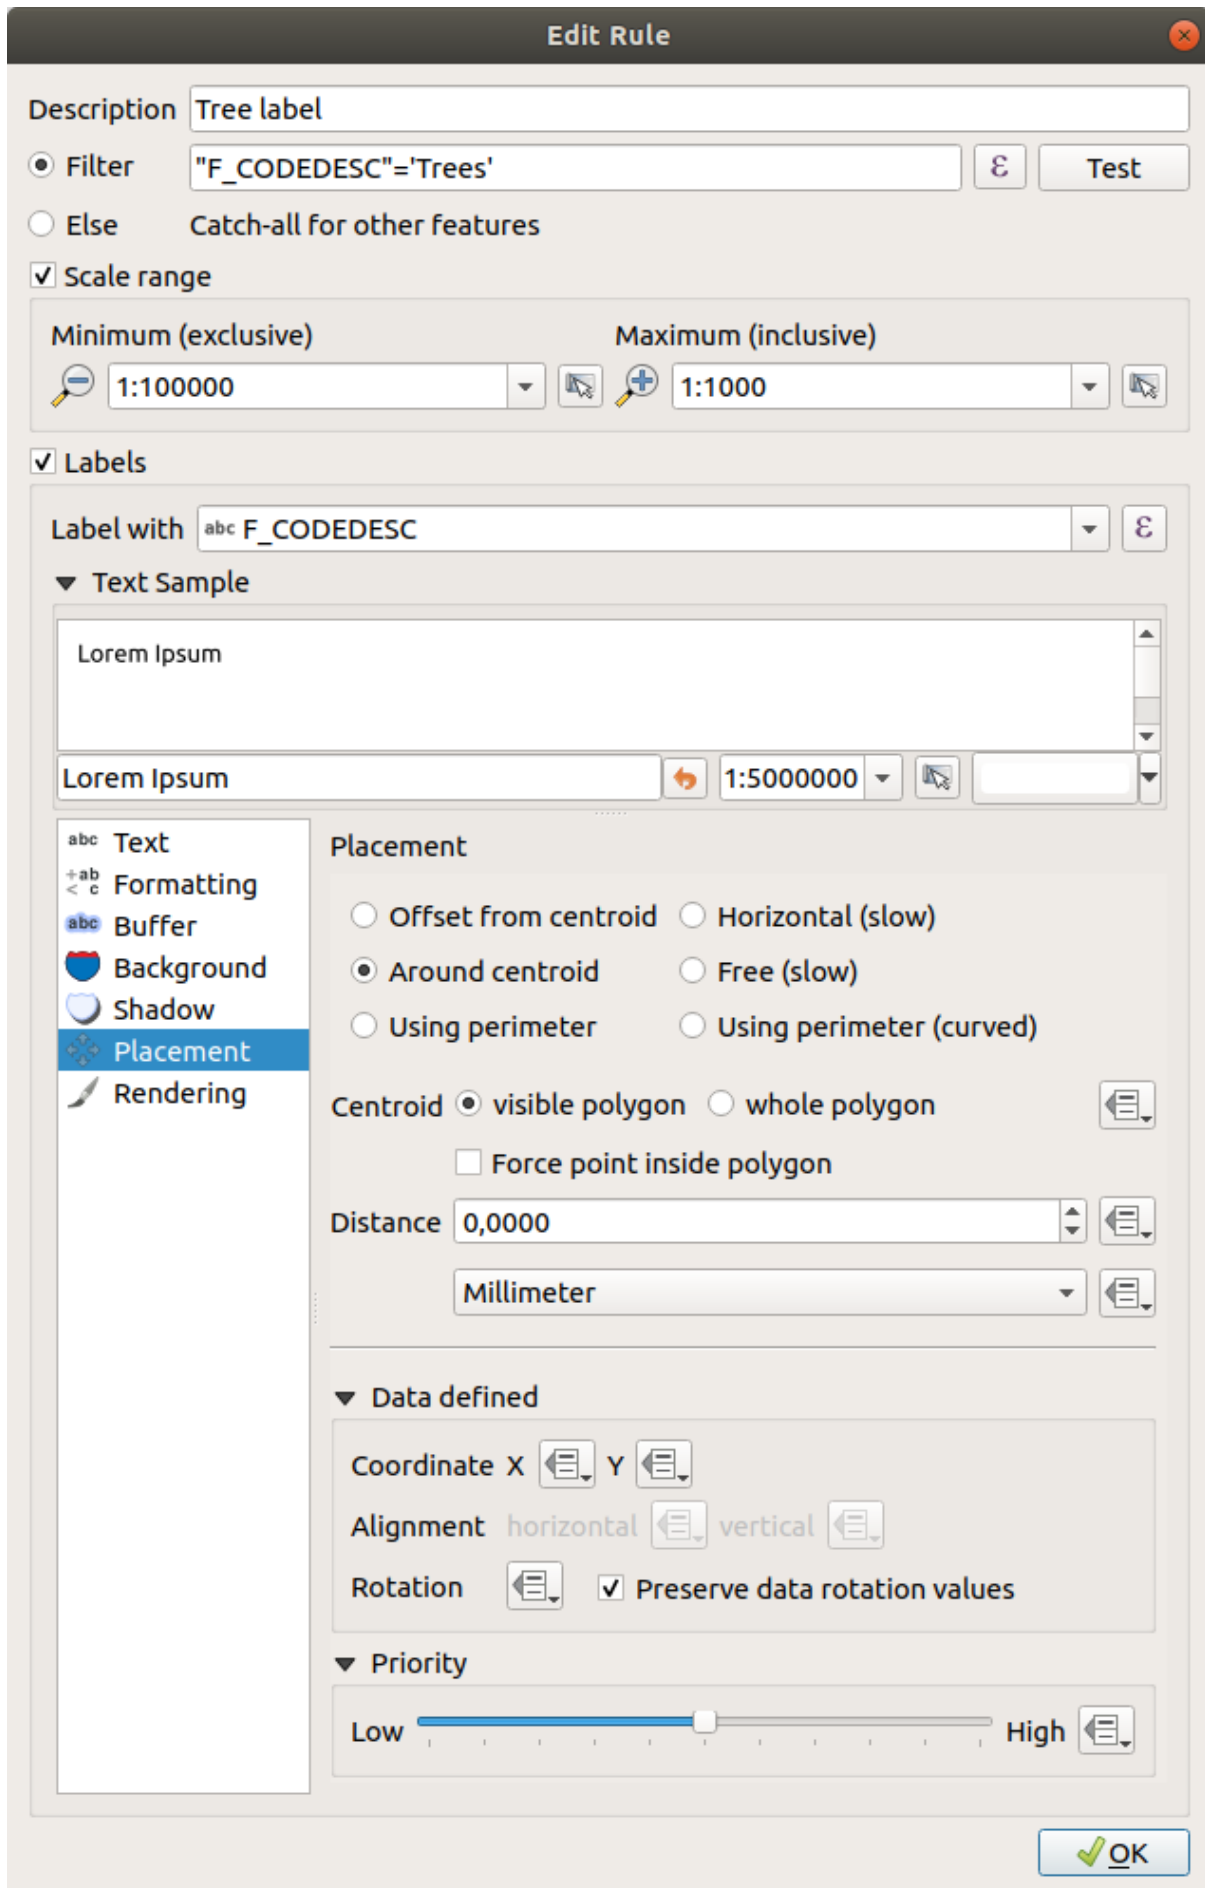 Edit Rule
Description Tree label
Filter "F_CODEDESC"='Trees' ε Test
Else Catch-all for other features
Scale range
Minimum (exclusive) Maximum (inclusive)
1:100000 1:1000
Labels
Label with abc F_CODEDESC ε
Text Sample
Lorem Ipsum
Lorem Ipsum 1:5000000
abc Text
+ab < c Formatting
abc Buffer
Background
Shadow
Placement
Rendering
Placement
Offset from centroid Horizontal (slow)
Around centroid Free (slow)
Using perimeter Using perimeter (curved)
Centroid visible polygon whole polygon
Force point inside polygon
Distance 0,0000
Millimeter
Data defined
Coordinate X Y
Alignment horizontal vertical
Rotation Preserve data rotation values
Priority
Low High
OK